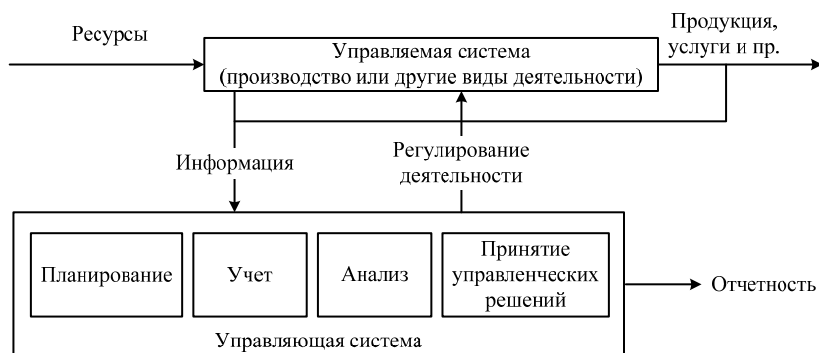 Ресурсы
Управляемая система
(производство или другие виды деятельности)
Продукция,
услуги и пр.
Информация
Регулирование
деятельности
Планирование
Учет
Анализ
Принятие
управленческих
решений
Отчетность
Управляющая система